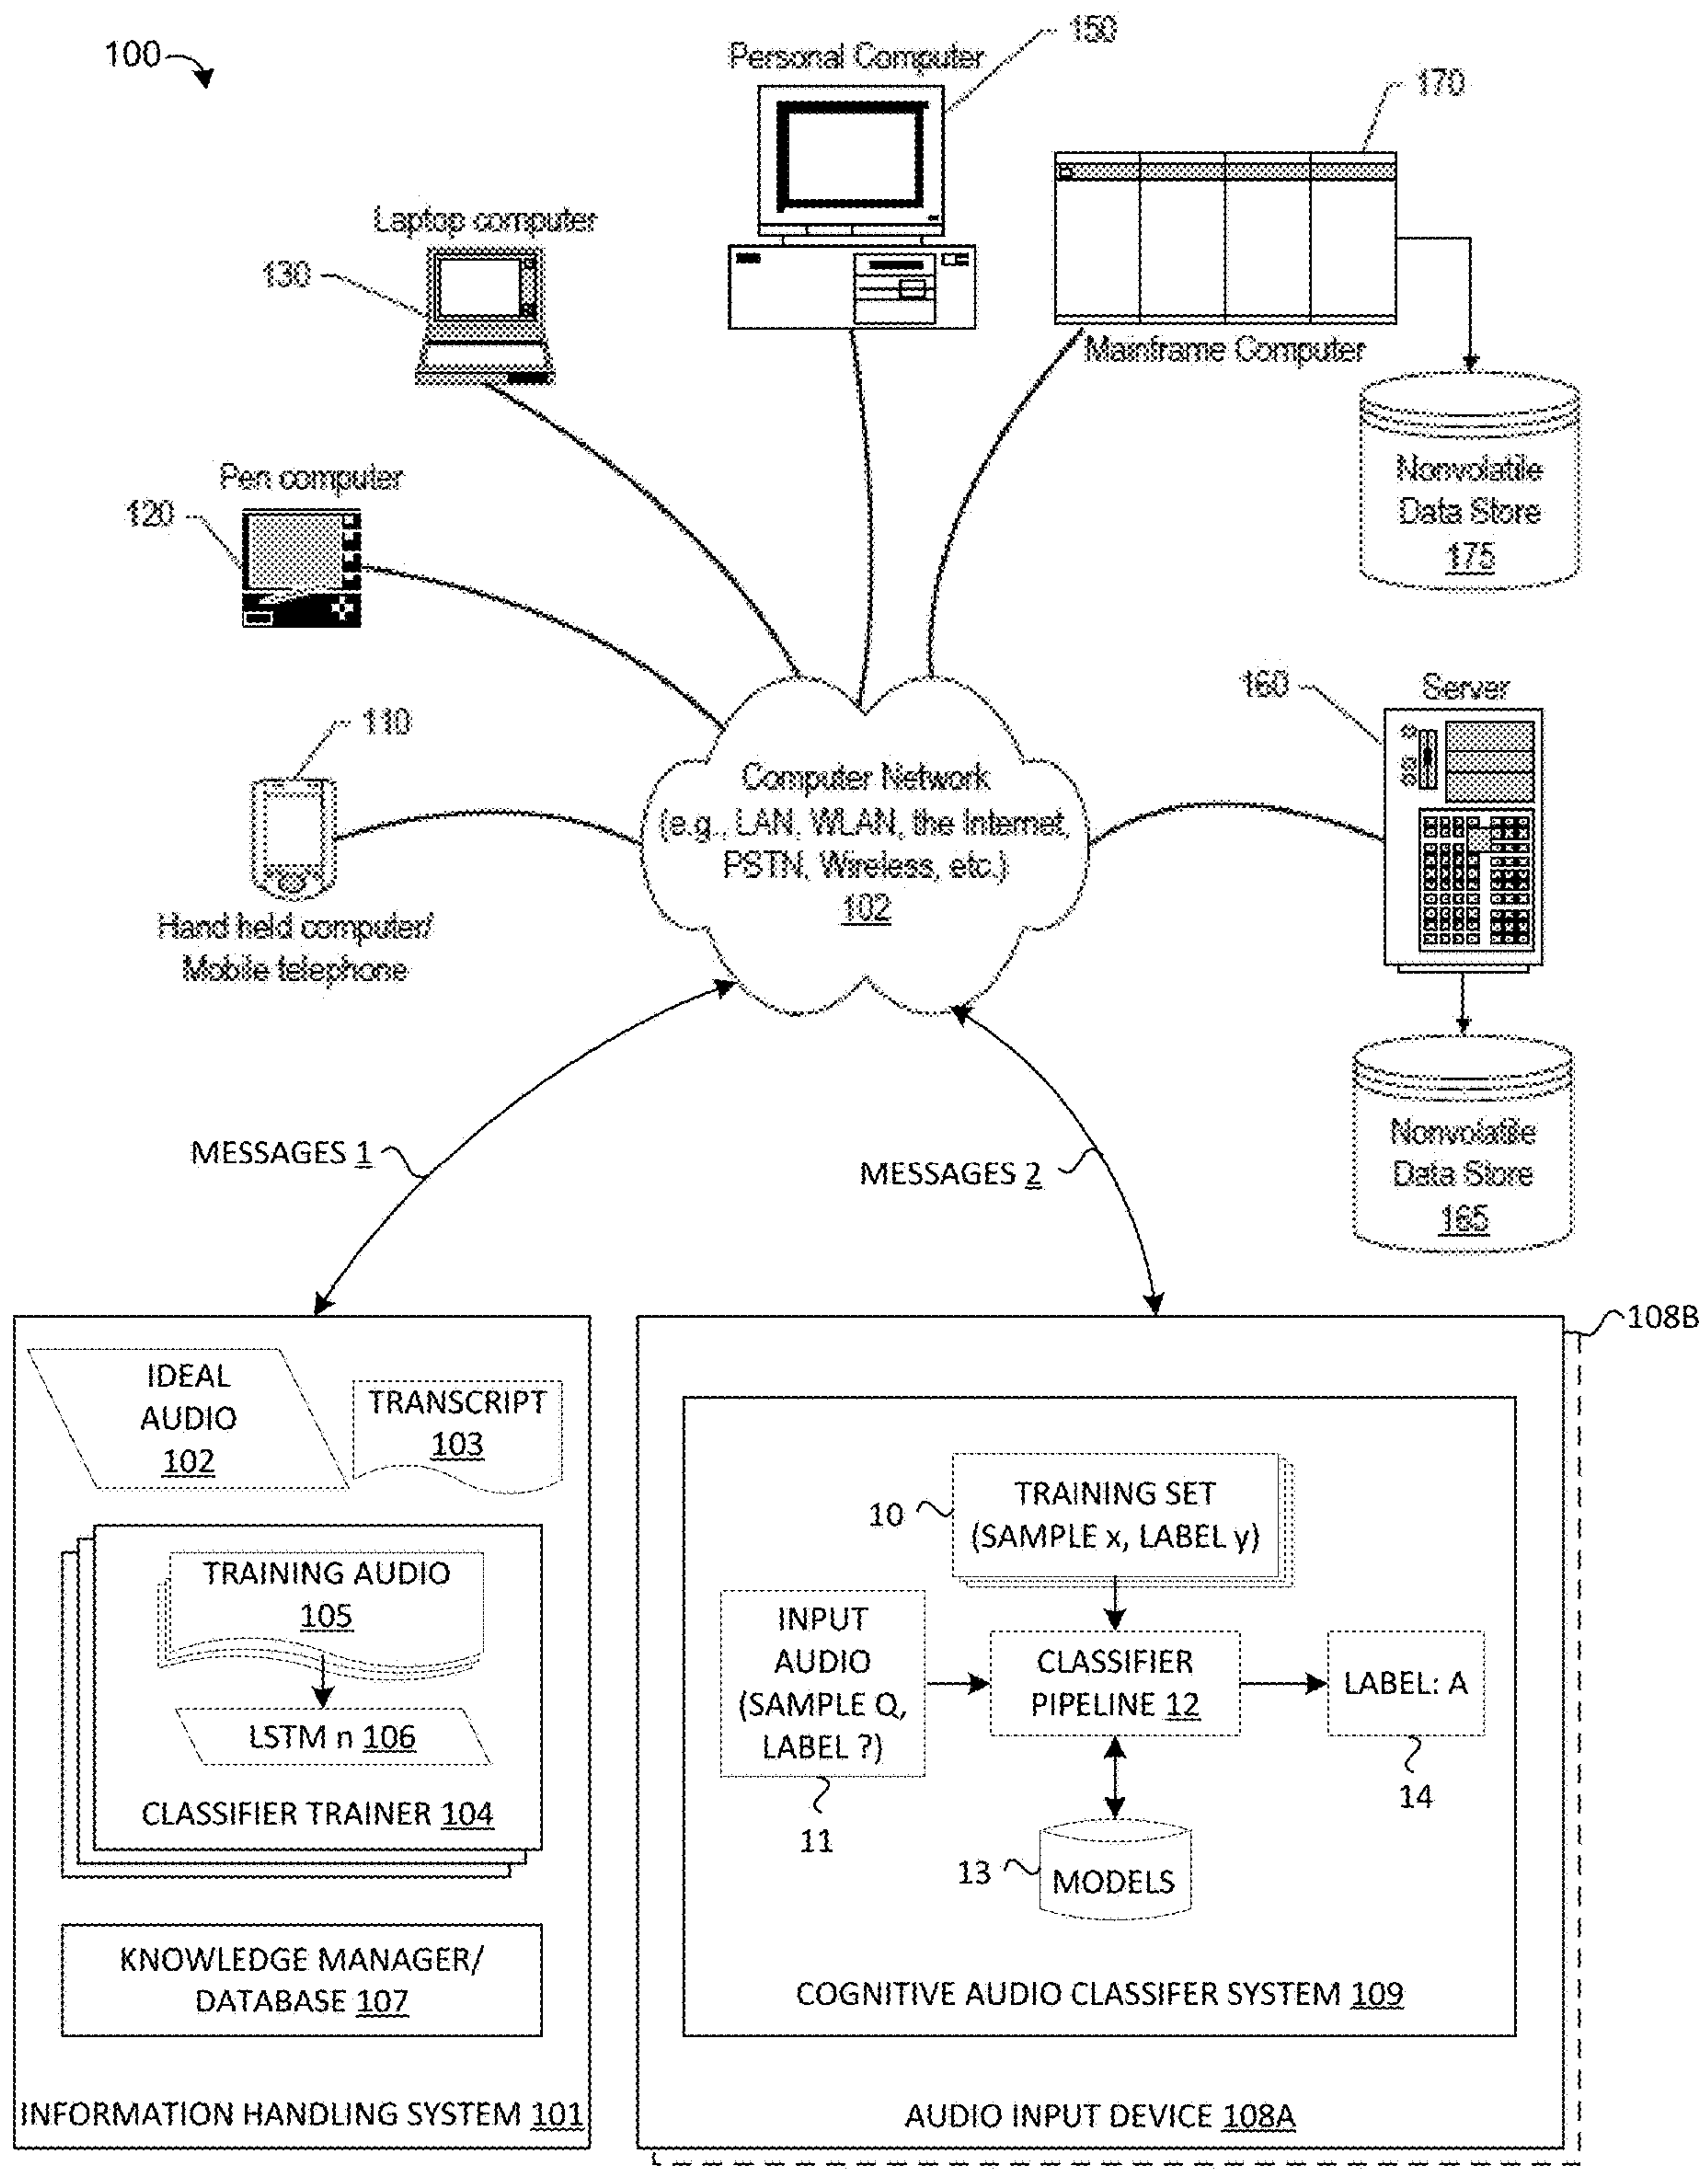 100
Personal Computer
150
170
Laptop computer
130
Mainframe Computer
Nonvolatile
Data Store
175
Pen computer
120
160
Server
110
Computer Network
(e.g., LAN, WLAN, the Internet,
PSTN, Wireless, etc.)
102
Hand held computer/
Mobile telephone
Nonvolatile
Data Store
165
MESSAGES 1
MESSAGES 2
108B
IDEAL
AUDIO
102
TRANSCRIPT
103
TRAINING AUDIO
105
LSTM n 106
CLASSIFIER TRAINER 104
KNOWLEDGE MANAGER/
DATABASE 107
INFORMATION HANDLING SYSTEM 101
10
TRAINING SET
(SAMPLE x, LABEL y)
INPUT
AUDIO
(SAMPLE Q,
LABEL ?)
11
CLASSIFIER
PIPELINE 12
LABEL: A
14
13
MODELS
COGNITIVE AUDIO CLASSIFER SYSTEM 109
AUDIO INPUT DEVICE 108A